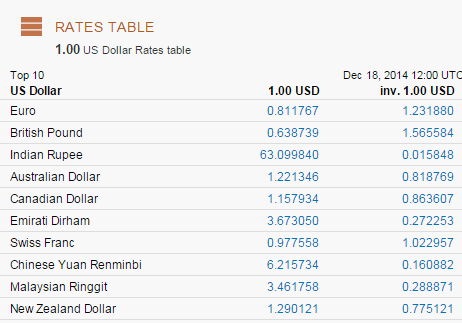 RATES TABLE
1.00 US Dollar Rates table
Top 10 Dec 18, 2014 12:00 UTC
US Dollar 1.00 USD inv. 1.00 USD
Euro 0.811767 1.231880
British Pound 0.638739 1.565584
Indian Rupee 63.099840 0.015848
Australian Dollar 1.221346 0.818769
Canadian Dollar 1.157934 0.863607
Emirati Dirham 3.673050 0.272253
Swiss Franc 0.977558 1.022957
Chinese Yuan Renminbi 6.215734 0.160882
Malaysian Ringgit 3.461758 0.288871
New Zealand Dollar 1.290121 0.775121